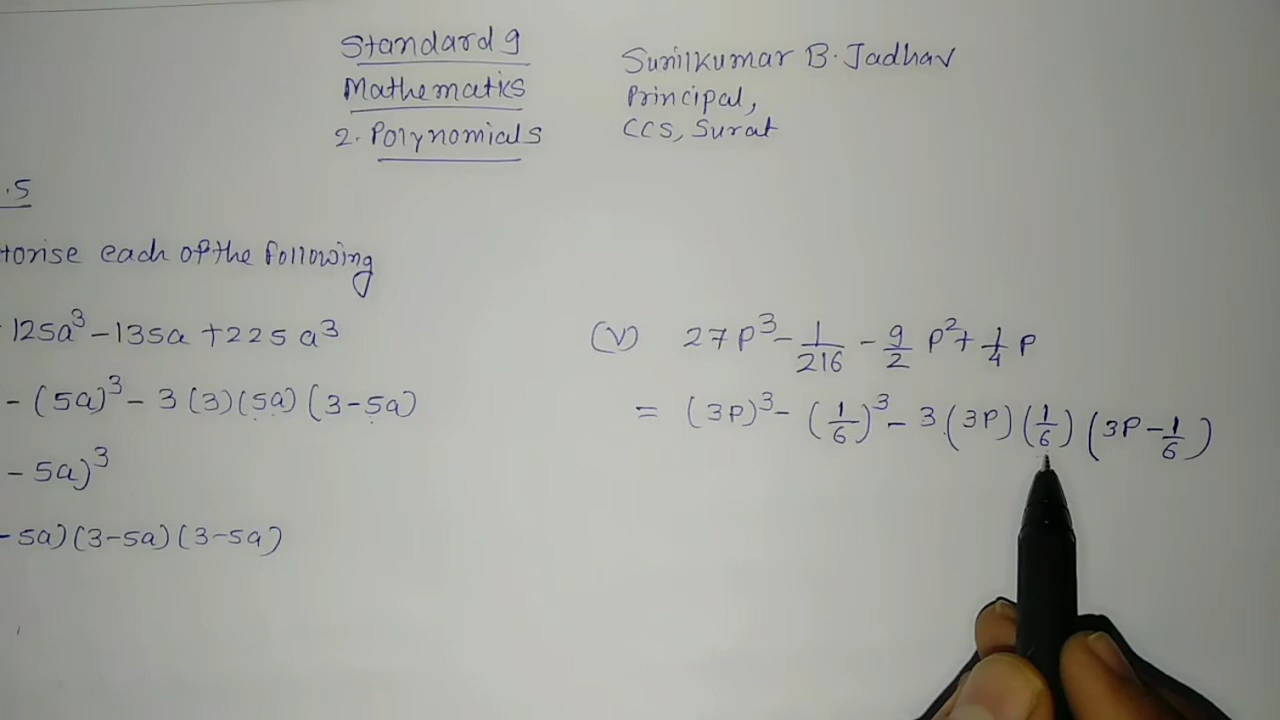 Standard 9
Mathematics
2. Polynomials
Sunilkumar B. Jadhav
Principal,
CCS, Surat
.5
torise each of the following
125a³ - 135a + 225a³
- (5a)³ - 3(3)(5a)(3-5a)
- 5a)³
- 5a)(3-5a)(3-5a)
(V) 27p³ - 1/216 - 9/2 p² + 1/4 p
= (3p)³ - (1/6)³ - 3(3p)(1/6)(3p - 1/6)